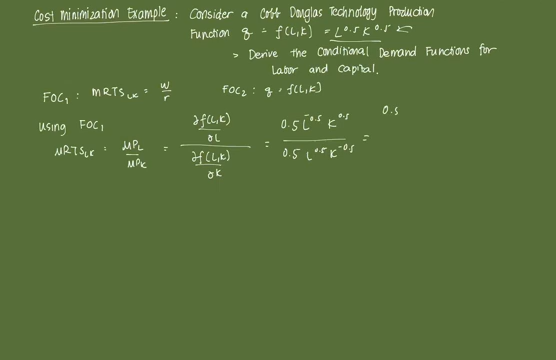 Cost Minimization Example : Consider a Cobb Douglas Technology Production
Function q = f(L,K) = L^0.5 K^0.5
> Derive the Conditional Demand Functions for
Labor and Capital.
FOC₁ : MRTS_LK = w/r FOC₂ : q = f(L,K)
Using FOC₁
MRTS_LK = MP_L/MP_K = (∂f(L,K)/∂L)/(∂f(L,K)/∂K) = (0.5 L^-0.5 K^0.5)/(0.5 L^0.5 K^-0.5) = 0.5